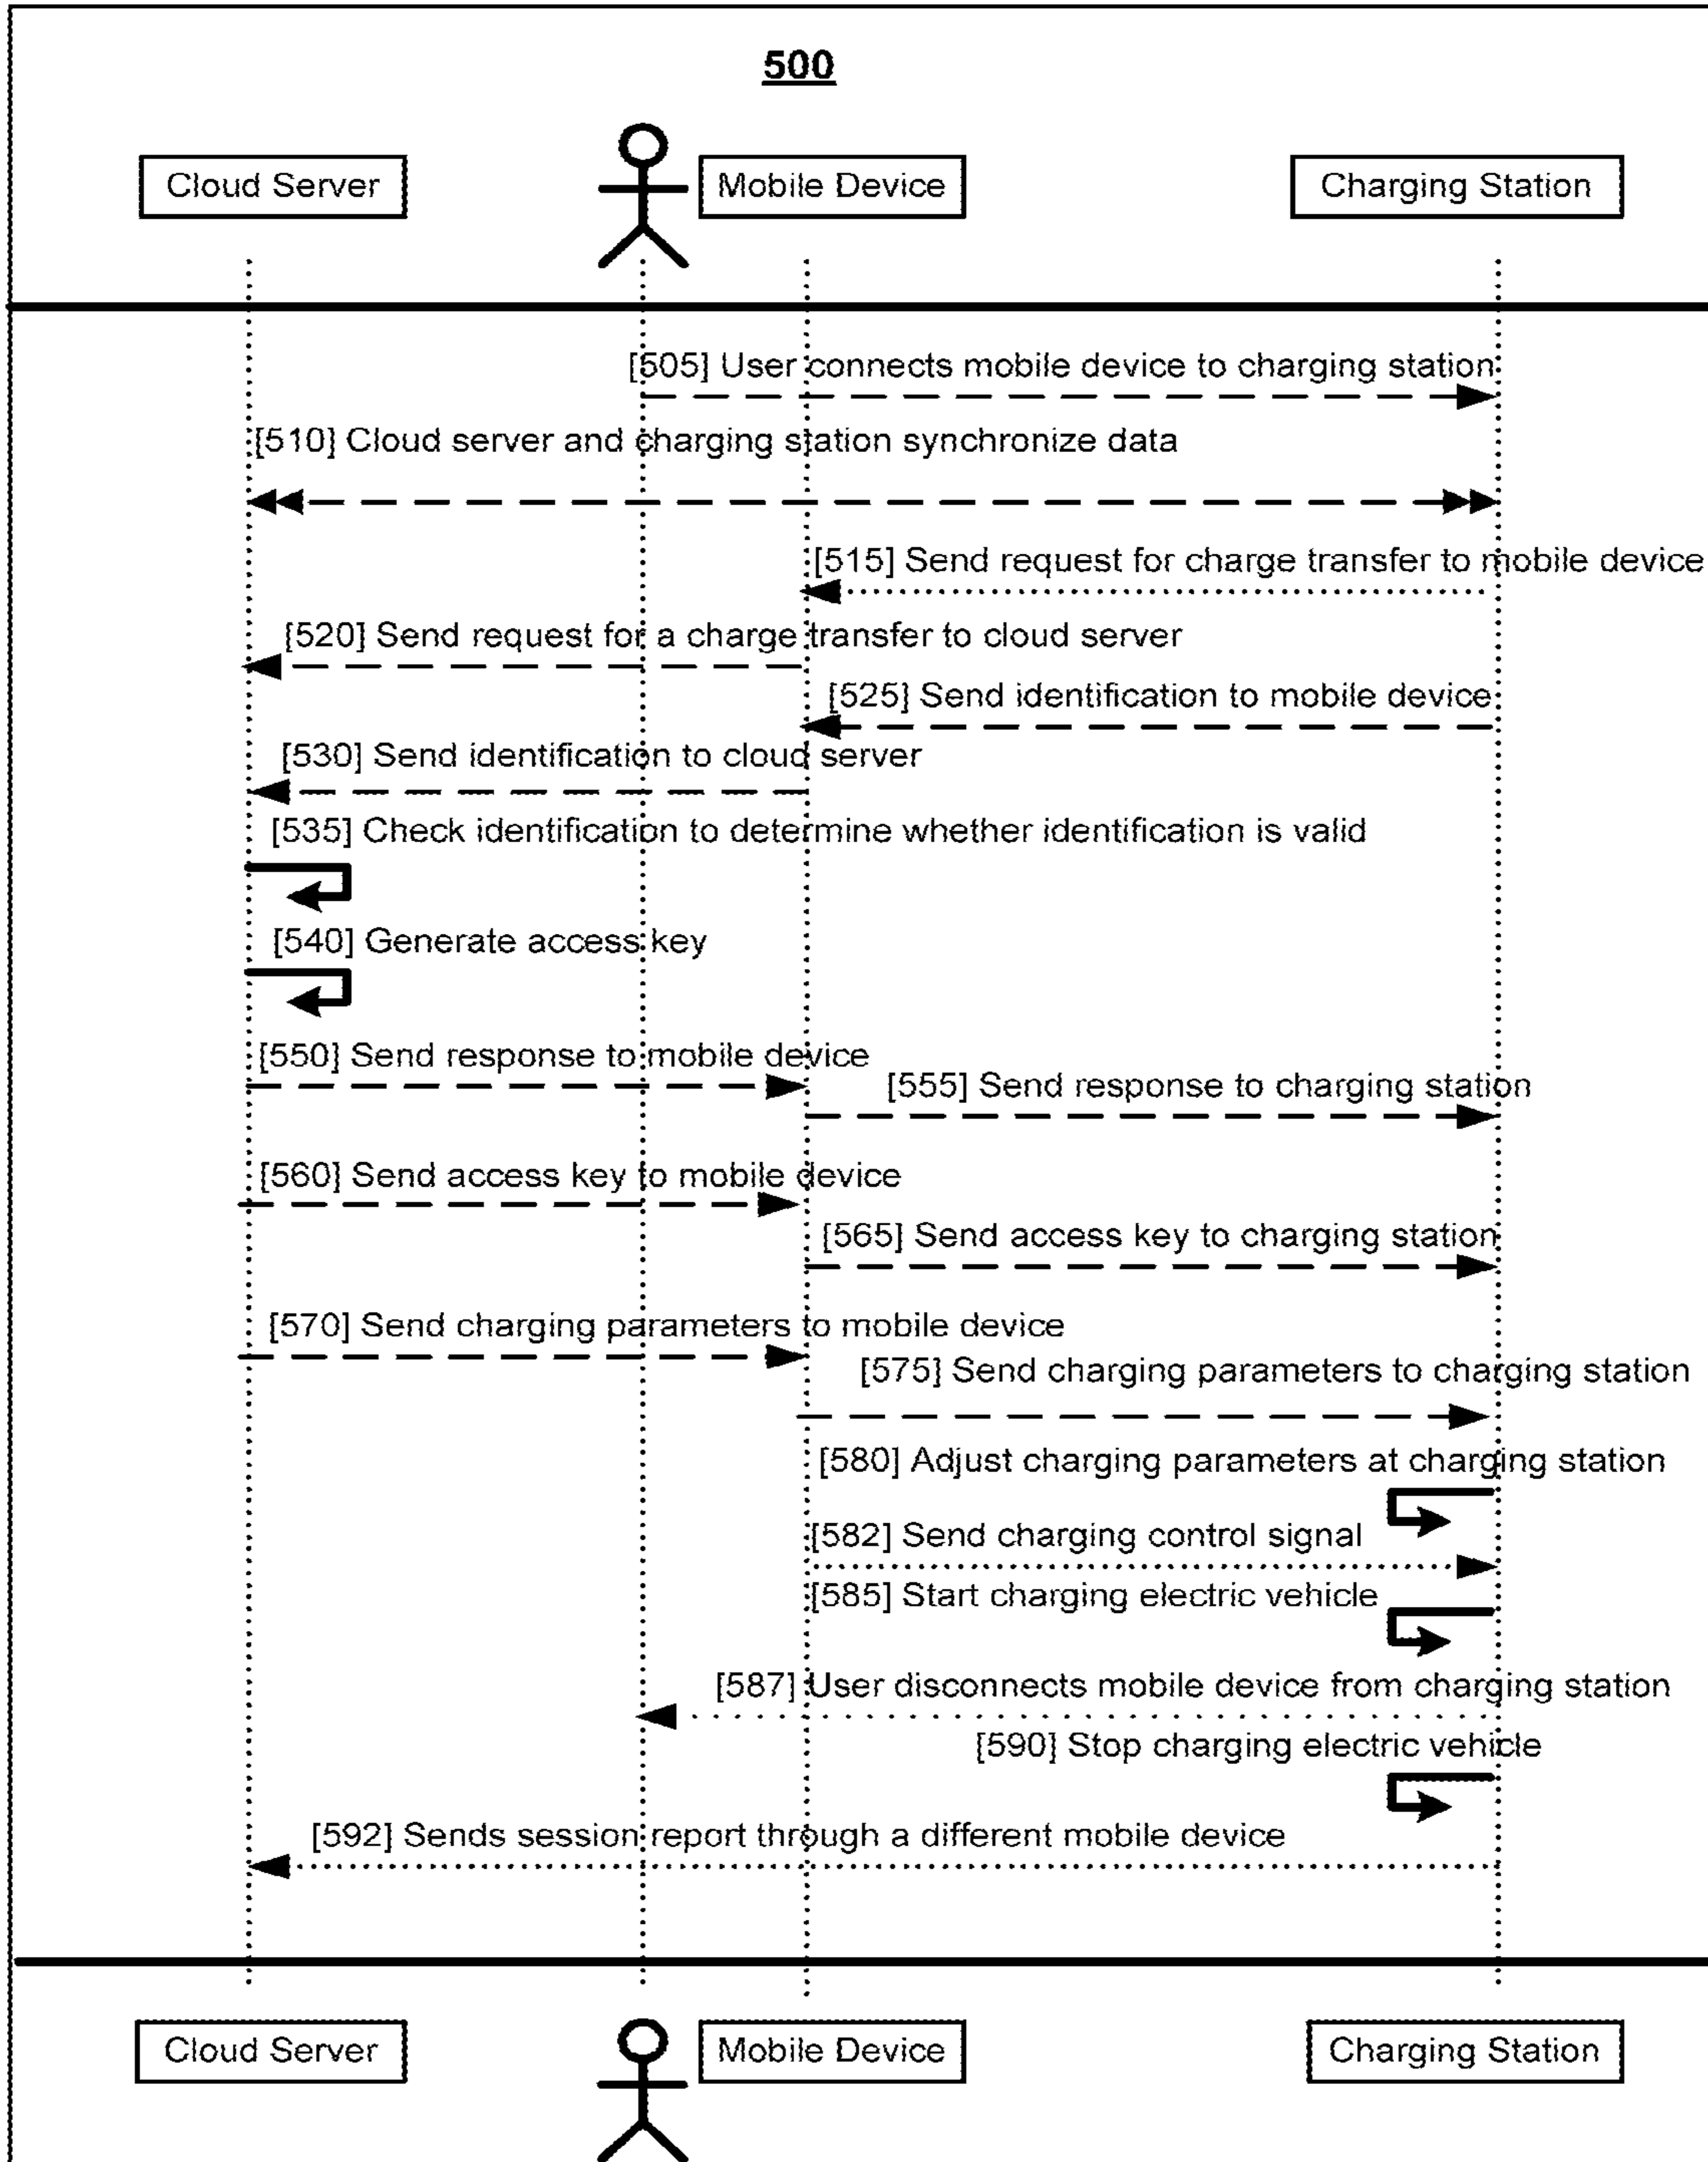 500
Cloud Server
Mobile Device
Charging Station
[505] User connects mobile device to charging station
[510] Cloud server and charging station synchronize data
[515] Send request for charge transfer to mobile device
[520] Send request for a charge transfer to cloud server
[525] Send identification to mobile device
[530] Send identification to cloud server
[535] Check identification to determine whether identification is valid
[540] Generate access key
[550] Send response to mobile device
[555] Send response to charging station
[560] Send access key to mobile device
[565] Send access key to charging station
[570] Send charging parameters to mobile device
[575] Send charging parameters to charging station
[580] Adjust charging parameters at charging station
[582] Send charging control signal
[585] Start charging electric vehicle
[587] User disconnects mobile device from charging station
[590] Stop charging electric vehicle
[592] Sends session report through a different mobile device
Cloud Server
Mobile Device
Charging Station